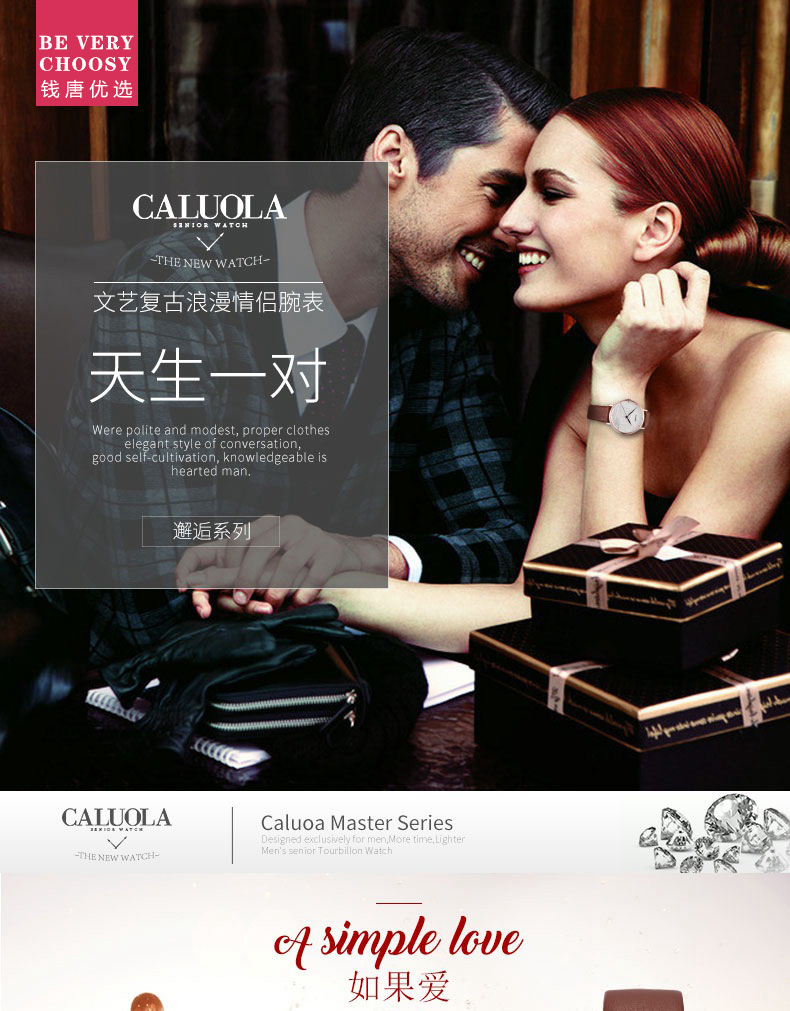 BE VERY
CHOOSY
钱唐优选
CALUOLA
SENIOR WATCH
-THE NEW WATCH-
文艺复古浪漫情侣腕表
天生一对
Were polite and modest, proper clothes
elegant style of conversation,
good self-cultivation, knowledgeable is
hearted man.
邂逅系列
CALUOLA
SENIOR WATCH
-THE NEW WATCH-
Caluoa Master Series
Designed exclusively for men,More time,Lighter
Men's senior Tourbillon Watch
A simple love
如果爱